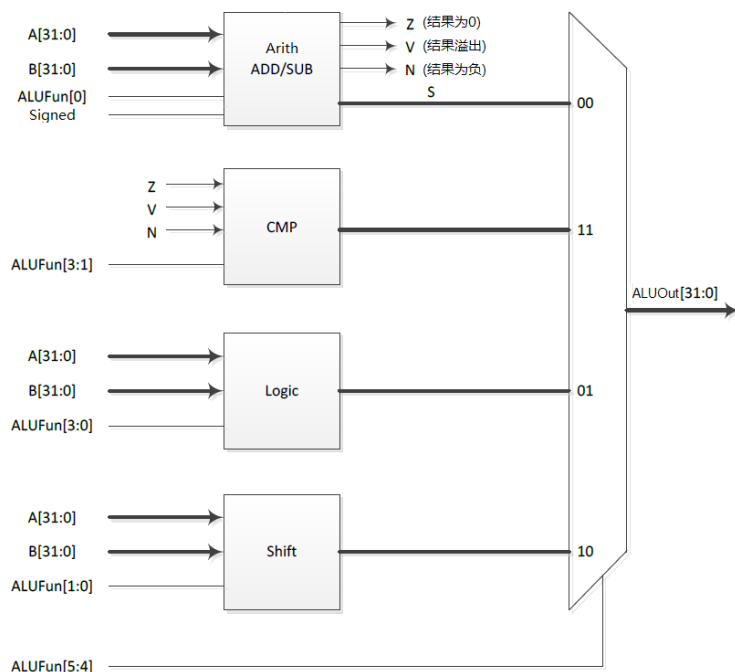 A[31:0]
B[31:0]
ALUFun[0]
Signed
Arith
ADD/SUB
Z (结果为0)
V (结果溢出)
N (结果为负)
S
00
Z
V
N
ALUFun[3:1]
CMP
11
ALUOut[31:0]
A[31:0]
B[31:0]
ALUFun[3:0]
Logic
01
A[31:0]
B[31:0]
ALUFun[1:0]
Shift
10
ALUFun[5:4]